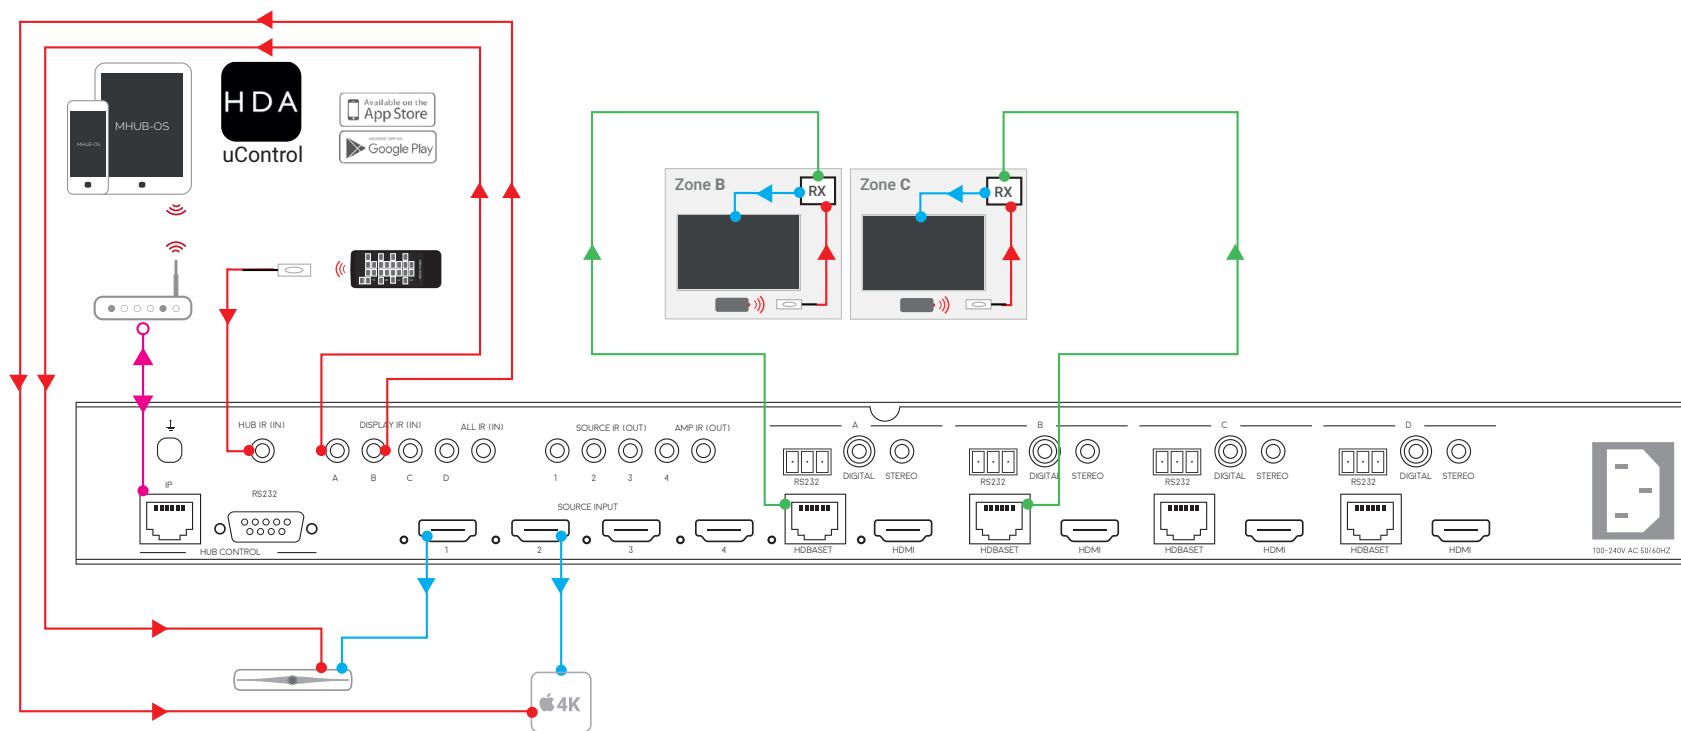 HDA
uControl
MHUB-OS
MHUB-OS
Available on the
App Store
ANDROID APP ON
Google Play
Zone B
RX
Zone C
RX
HUB IR (IN)
DISPLAY IR (IN)
ALL IR (IN)
SOURCE IR (OUT)
AMP IR (OUT)
A
B
C
D
A
B
C
D
1
2
3
4
IP
RS232
HUB CONTROL
SOURCE INPUT
1
2
3
4
RS232
DIGITAL
STEREO
HDBASET
HDMI
RS232
DIGITAL
STEREO
HDBASET
HDMI
RS232
DIGITAL
STEREO
HDBASET
HDMI
RS232
DIGITAL
STEREO
HDBASET
HDMI
100-240V AC 50/60HZ
4K